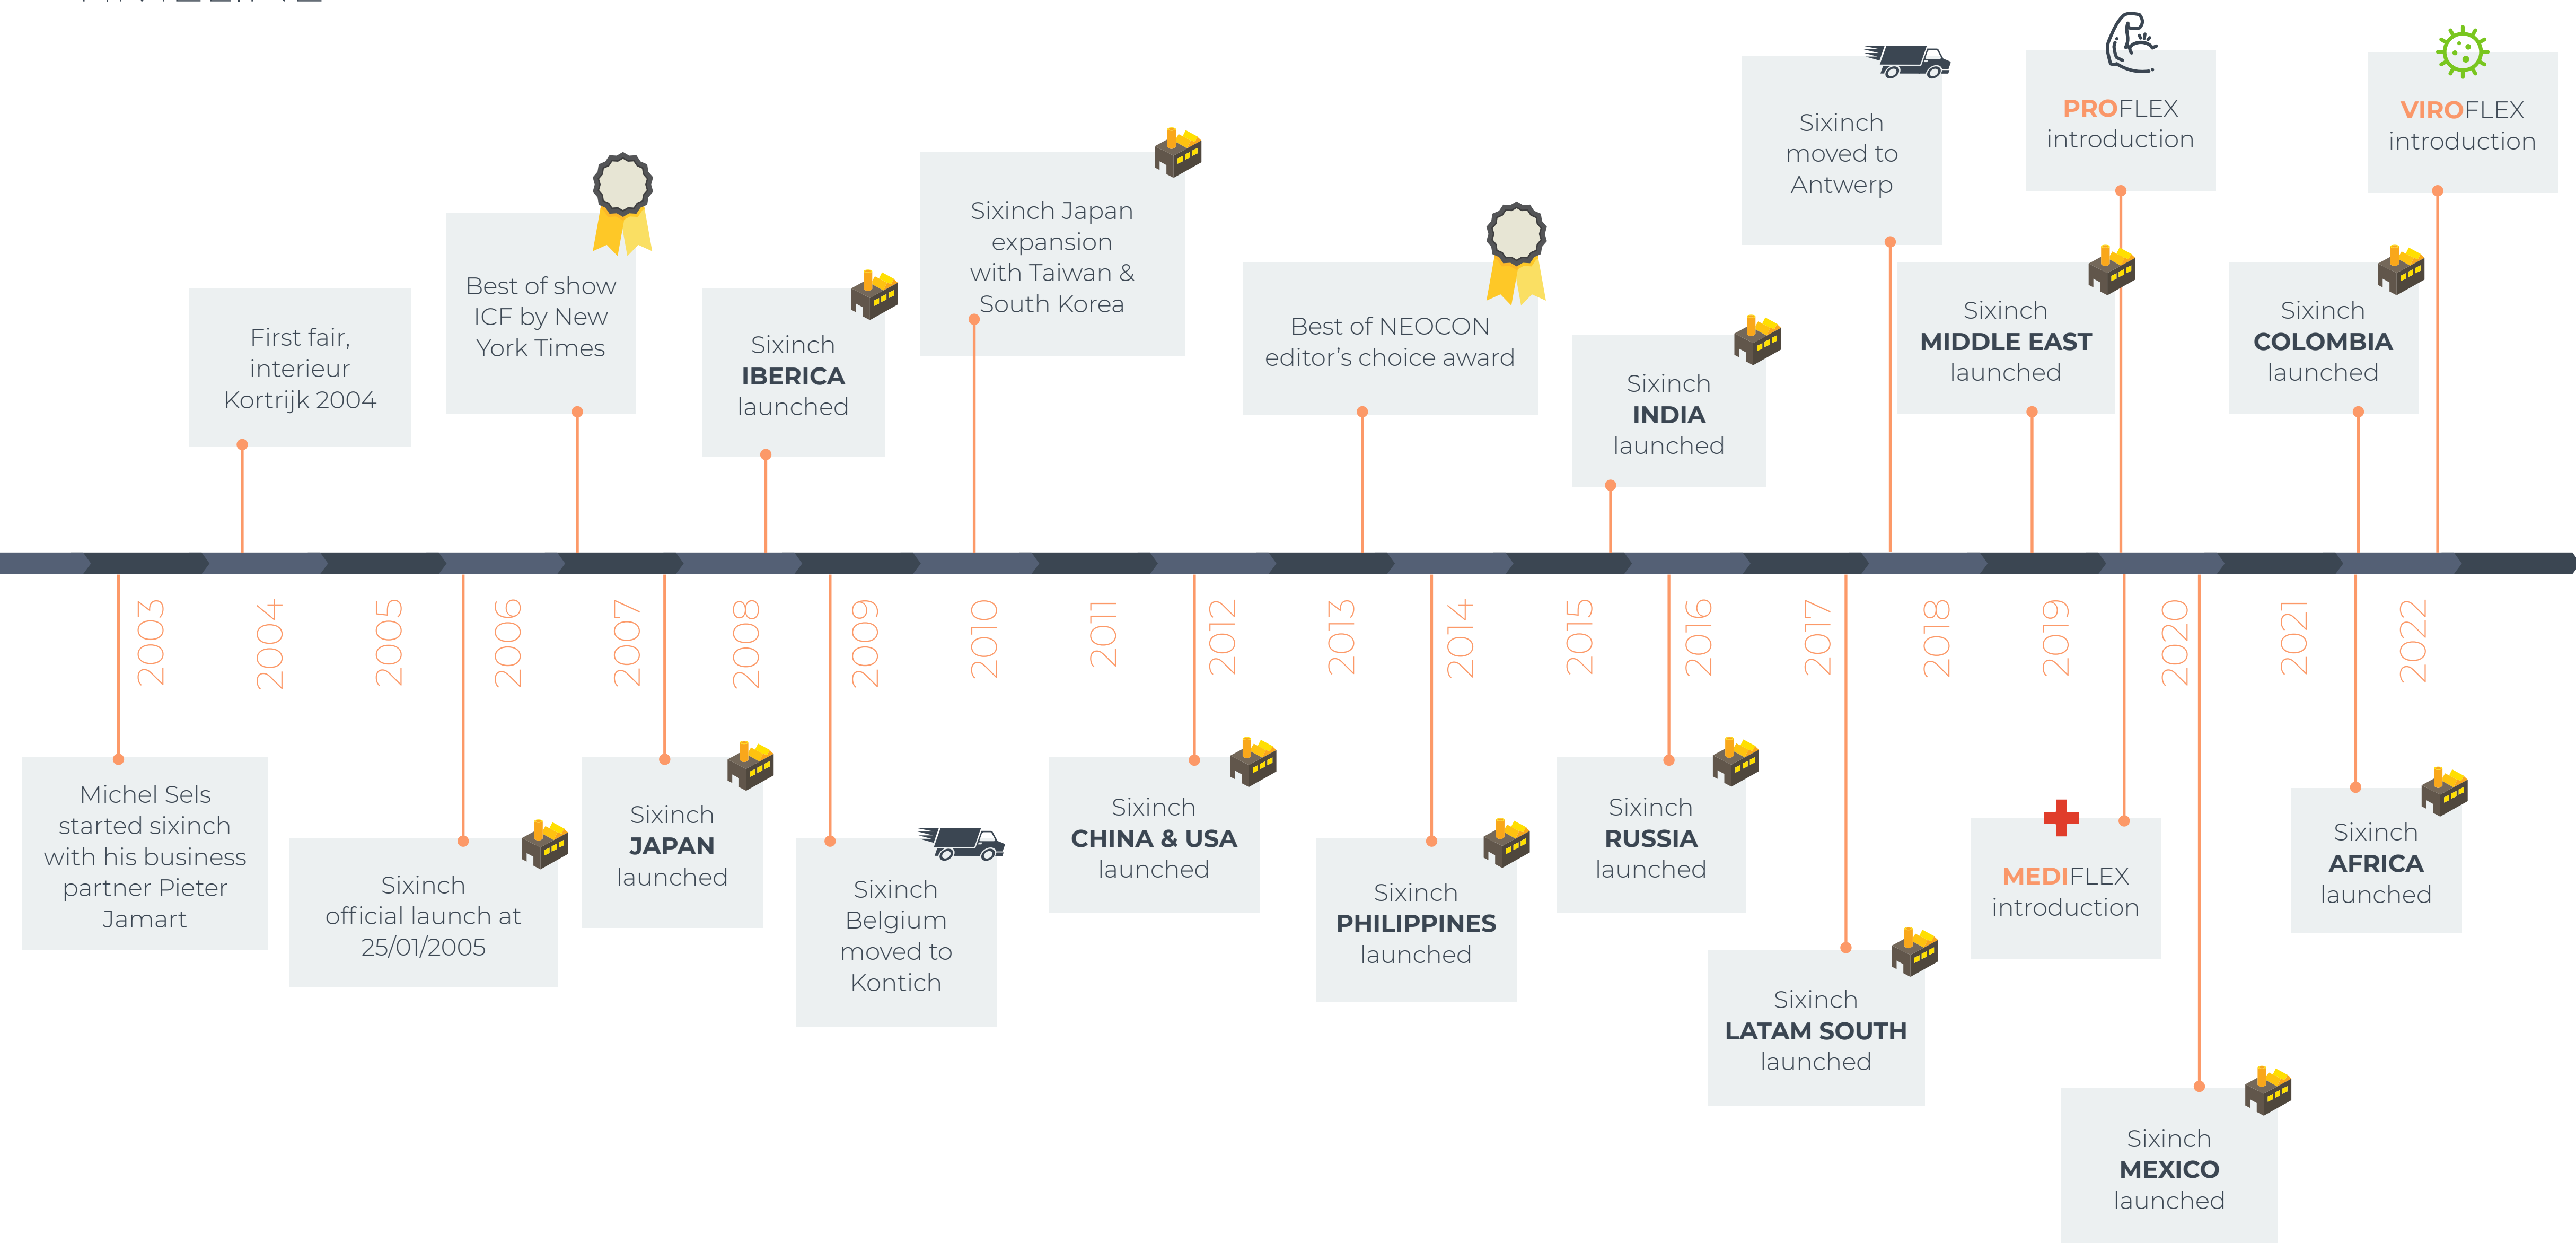 First fair,
interieur
Kortrijk 2004
Best of show
ICF by New
York Times
Sixinch
IBERICA
launched
Sixinch Japan
expansion
with Taiwan &
South Korea
Best of NEOCON
editor's choice award
Sixinch
INDIA
launched
Sixinch
moved to
Antwerp
Sixinch
MIDDLE EAST
launched
PROFLEX
introduction
Sixinch
COLOMBIA
launched
VIROFLEX
introduction
2003
2004
2005
2006
2007
2008
2009
2010
2011
2012
2013
2014
2015
2016
2017
2018
2019
2020
2021
2022
Michel Sels
started sixinch
with his business
partner Pieter
Jamart
Sixinch
official launch at
25/01/2005
Sixinch
JAPAN
launched
Sixinch
Belgium
moved to
Kontich
Sixinch
CHINA & USA
launched
Sixinch
PHILIPPINES
launched
Sixinch
RUSSIA
launched
Sixinch
LATAM SOUTH
launched
MEDIFLEX
introduction
Sixinch
MEXICO
launched
Sixinch
AFRICA
launched